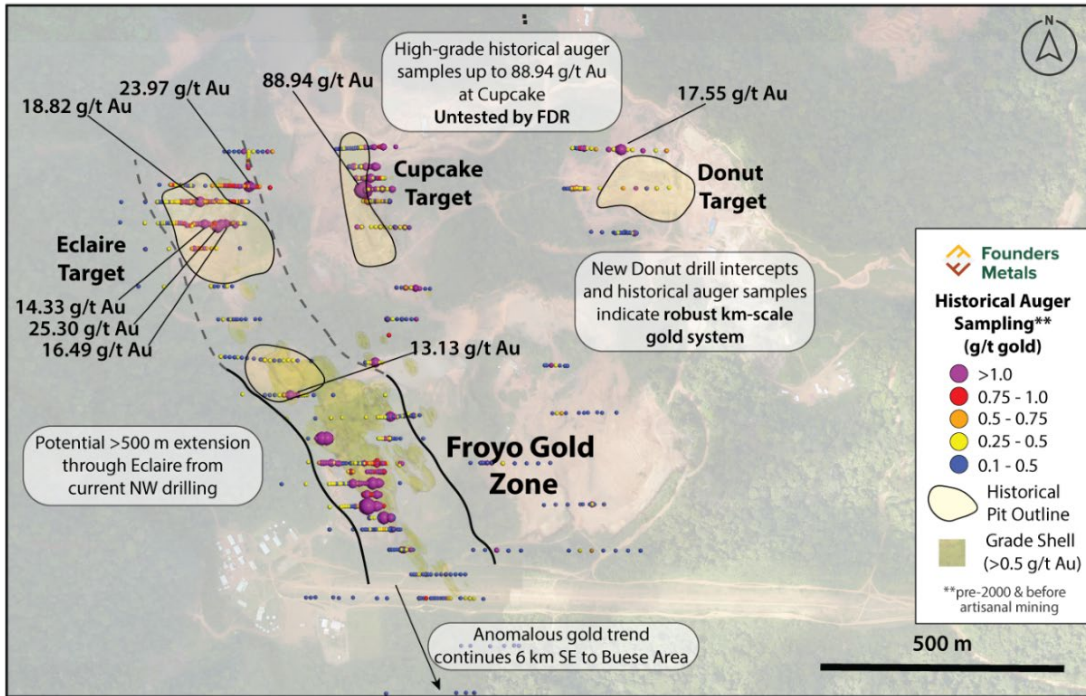 N
:
High-grade historical auger
samples up to 88.94 g/t Au
at Cupcake
Untested by FDR
23.97 g/t Au
88.94 g/t Au
18.82 g/t Au
17.55 g/t Au
Cupcake
Target
Donut
Target
Eclaire
Target
14.33 g/t Au
25.30 g/t Au
16.49 g/t Au
New Donut drill intercepts
and historical auger samples
indicate robust km-scale
gold system
13.13 g/t Au
Potential >500 m extension
through Eclaire from
current NW drilling
Froyo Gold
Zone
Anomalous gold trend
continues 6 km SE to Buese Area
Founders
Metals
Historical Auger
Sampling**
(g/t gold)
>1.0
0.75 - 1.0
0.5 - 0.75
0.25 - 0.5
0.1 - 0.5
Historical
Pit Outline
Grade Shell
(>0.5 g/t Au)
**pre-2000 & before
artisanal mining
500 m